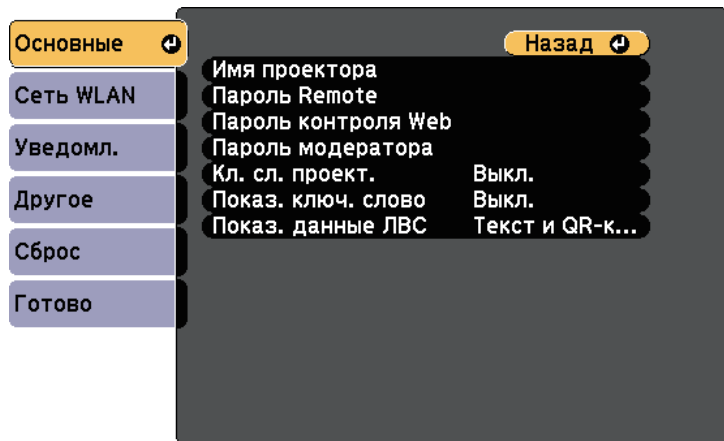 Основные
Сеть WLAN
Уведомл.
Другое
Сброс
Готово
Назад
Имя проектора
Пароль Remote
Пароль контроля Web
Пароль модератора
Кл. сл. проект. Выкл.
Показ. ключ. слово Выкл.
Показ. данные ЛВС Текст и QR-к...